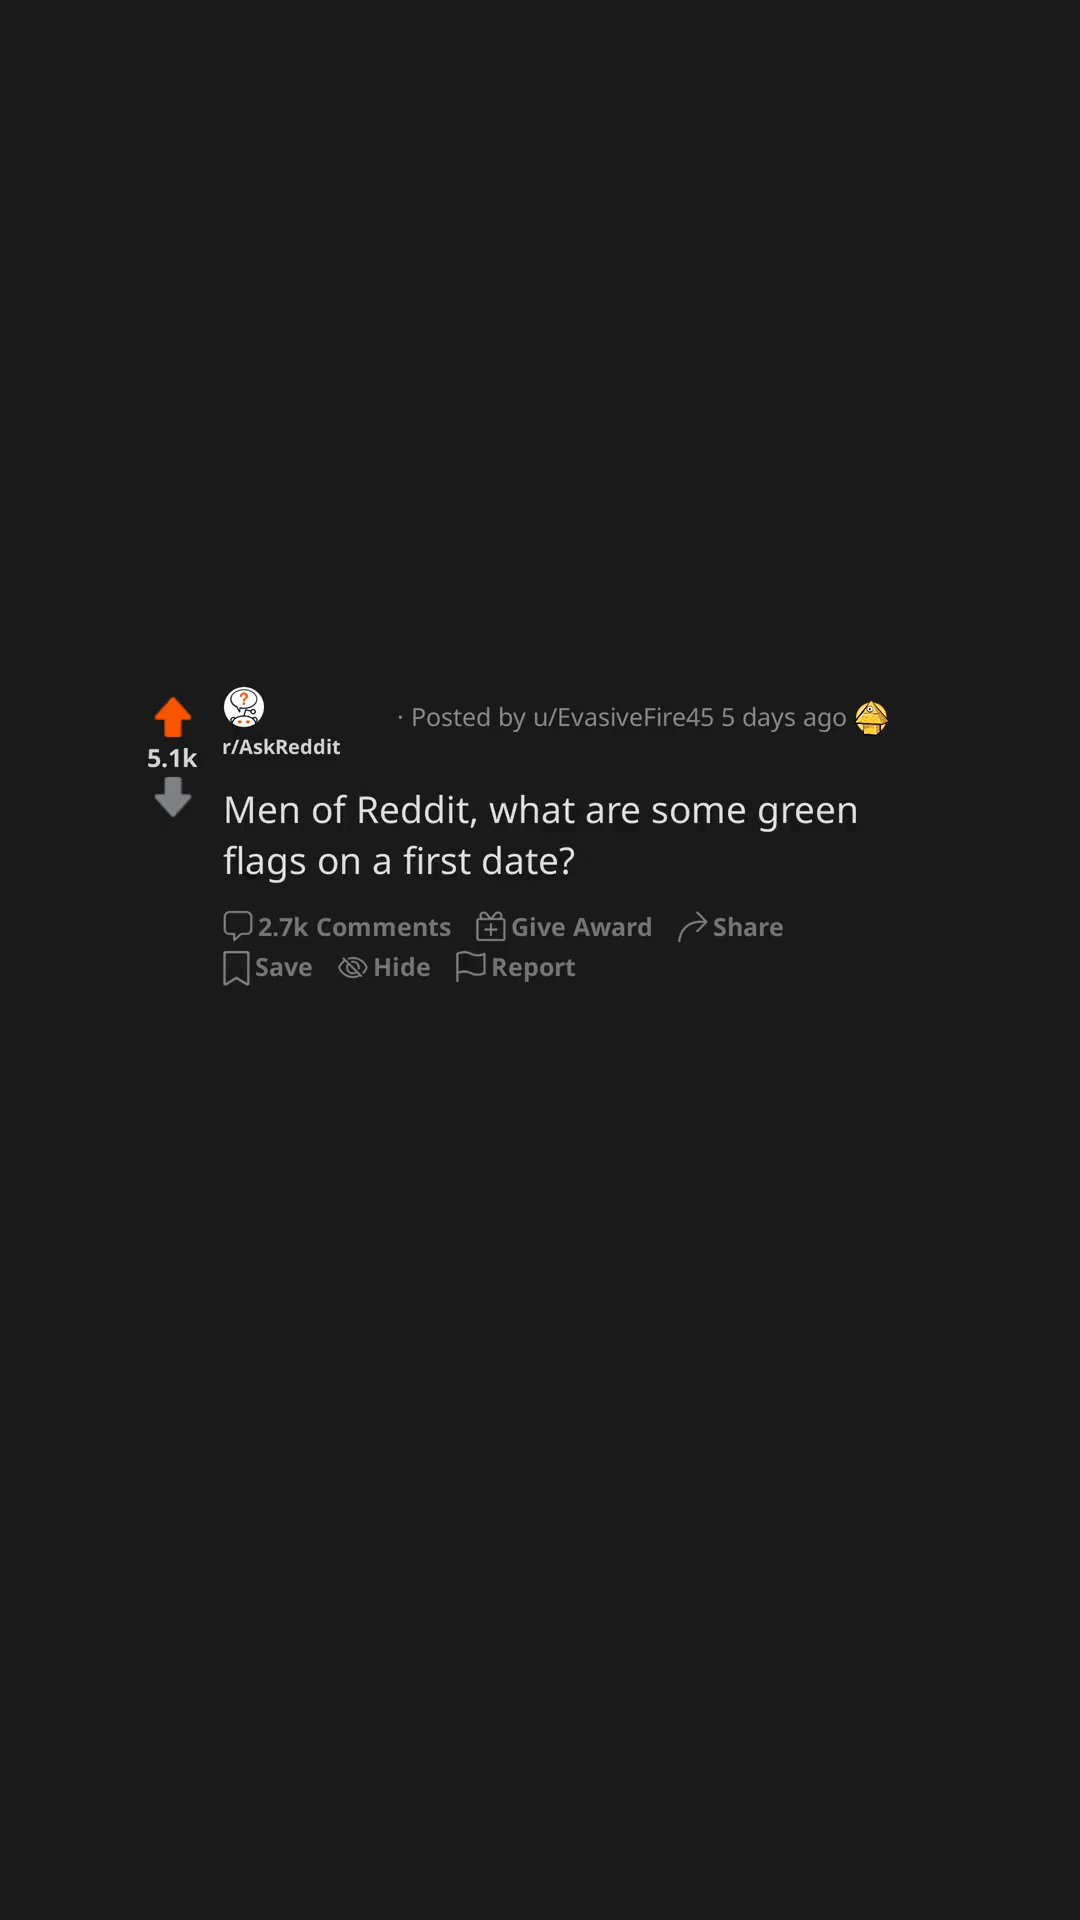 · Posted by u/EvasiveFire45 5 days ago
r/AskReddit
5.1k
Men of Reddit, what are some green
flags on a first date?
2.7k Comments Give Award Share
Save Hide Report